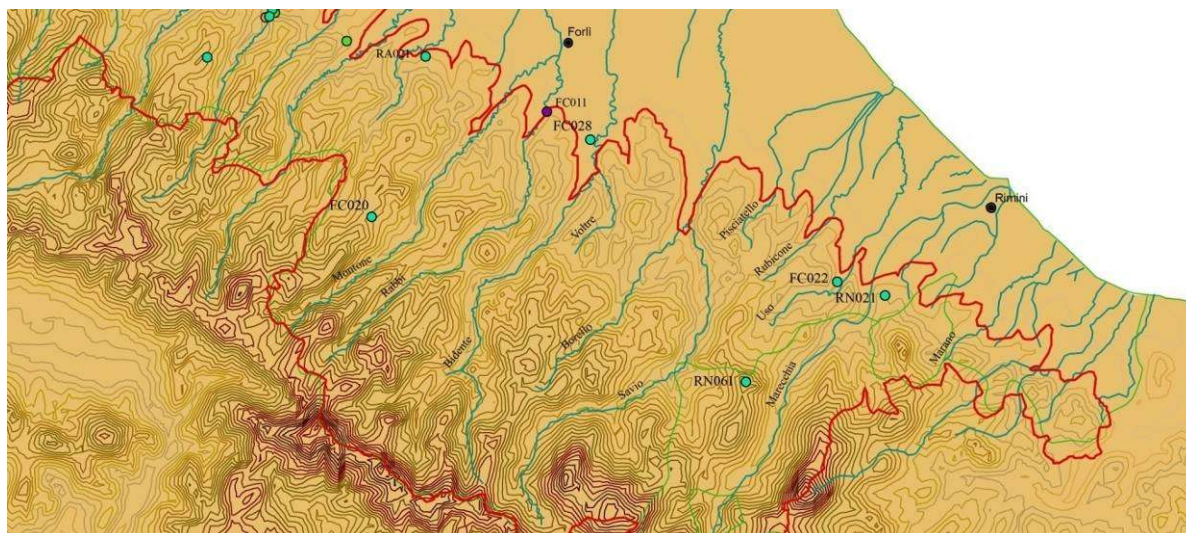 Forlì
RA021
FC011
FC028
FC020
Voltre
Pisciatello
Rimini
Montone
Rabbi
Rubicone
FC022
RN021
Uso
Bidente
Borello
Savio
RN061
Marecchia
Marano